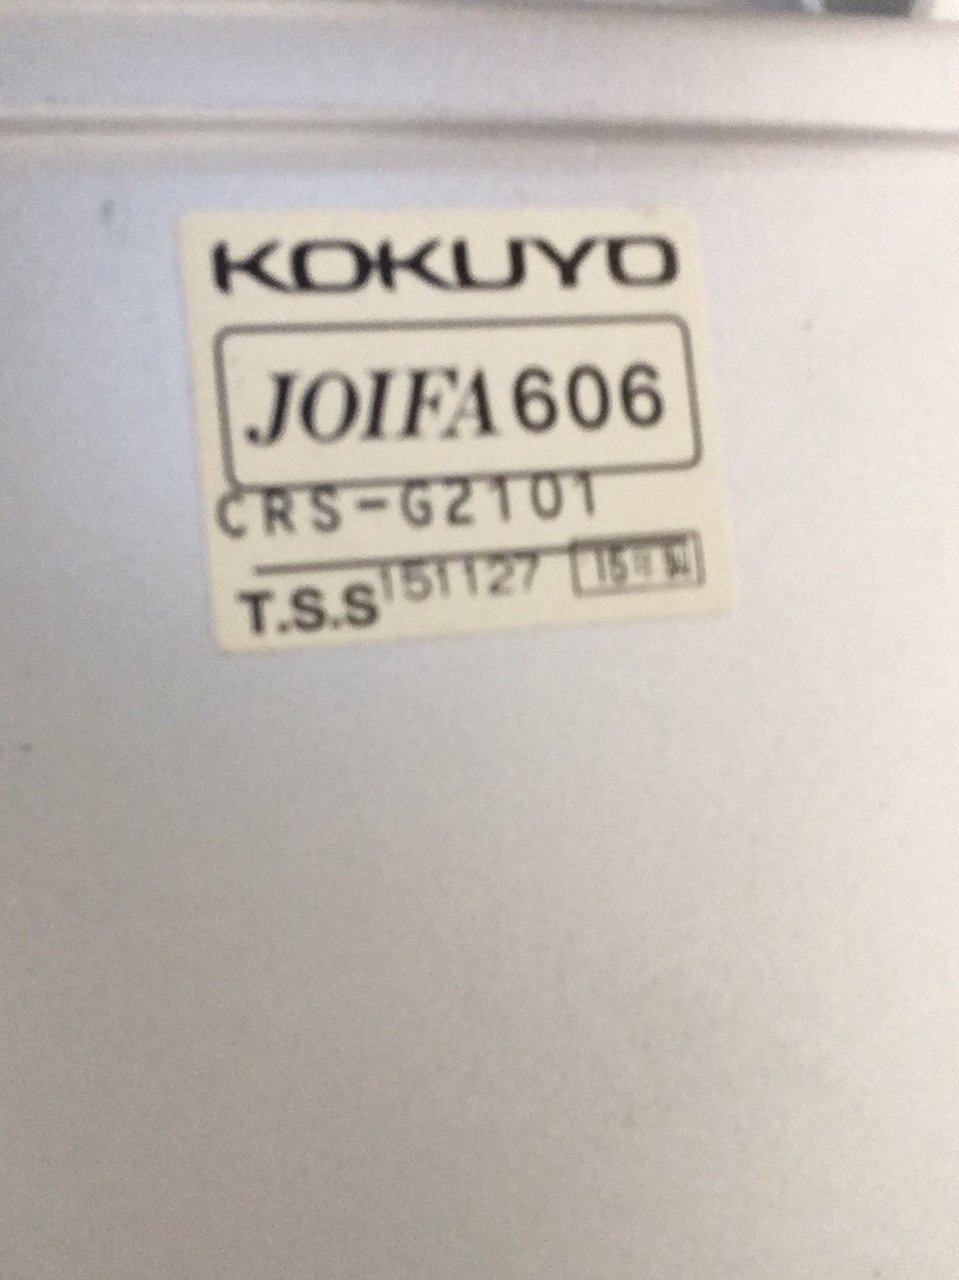 KOKUYO
JOIFA 606
CRS-G2101
T.S.S 151127